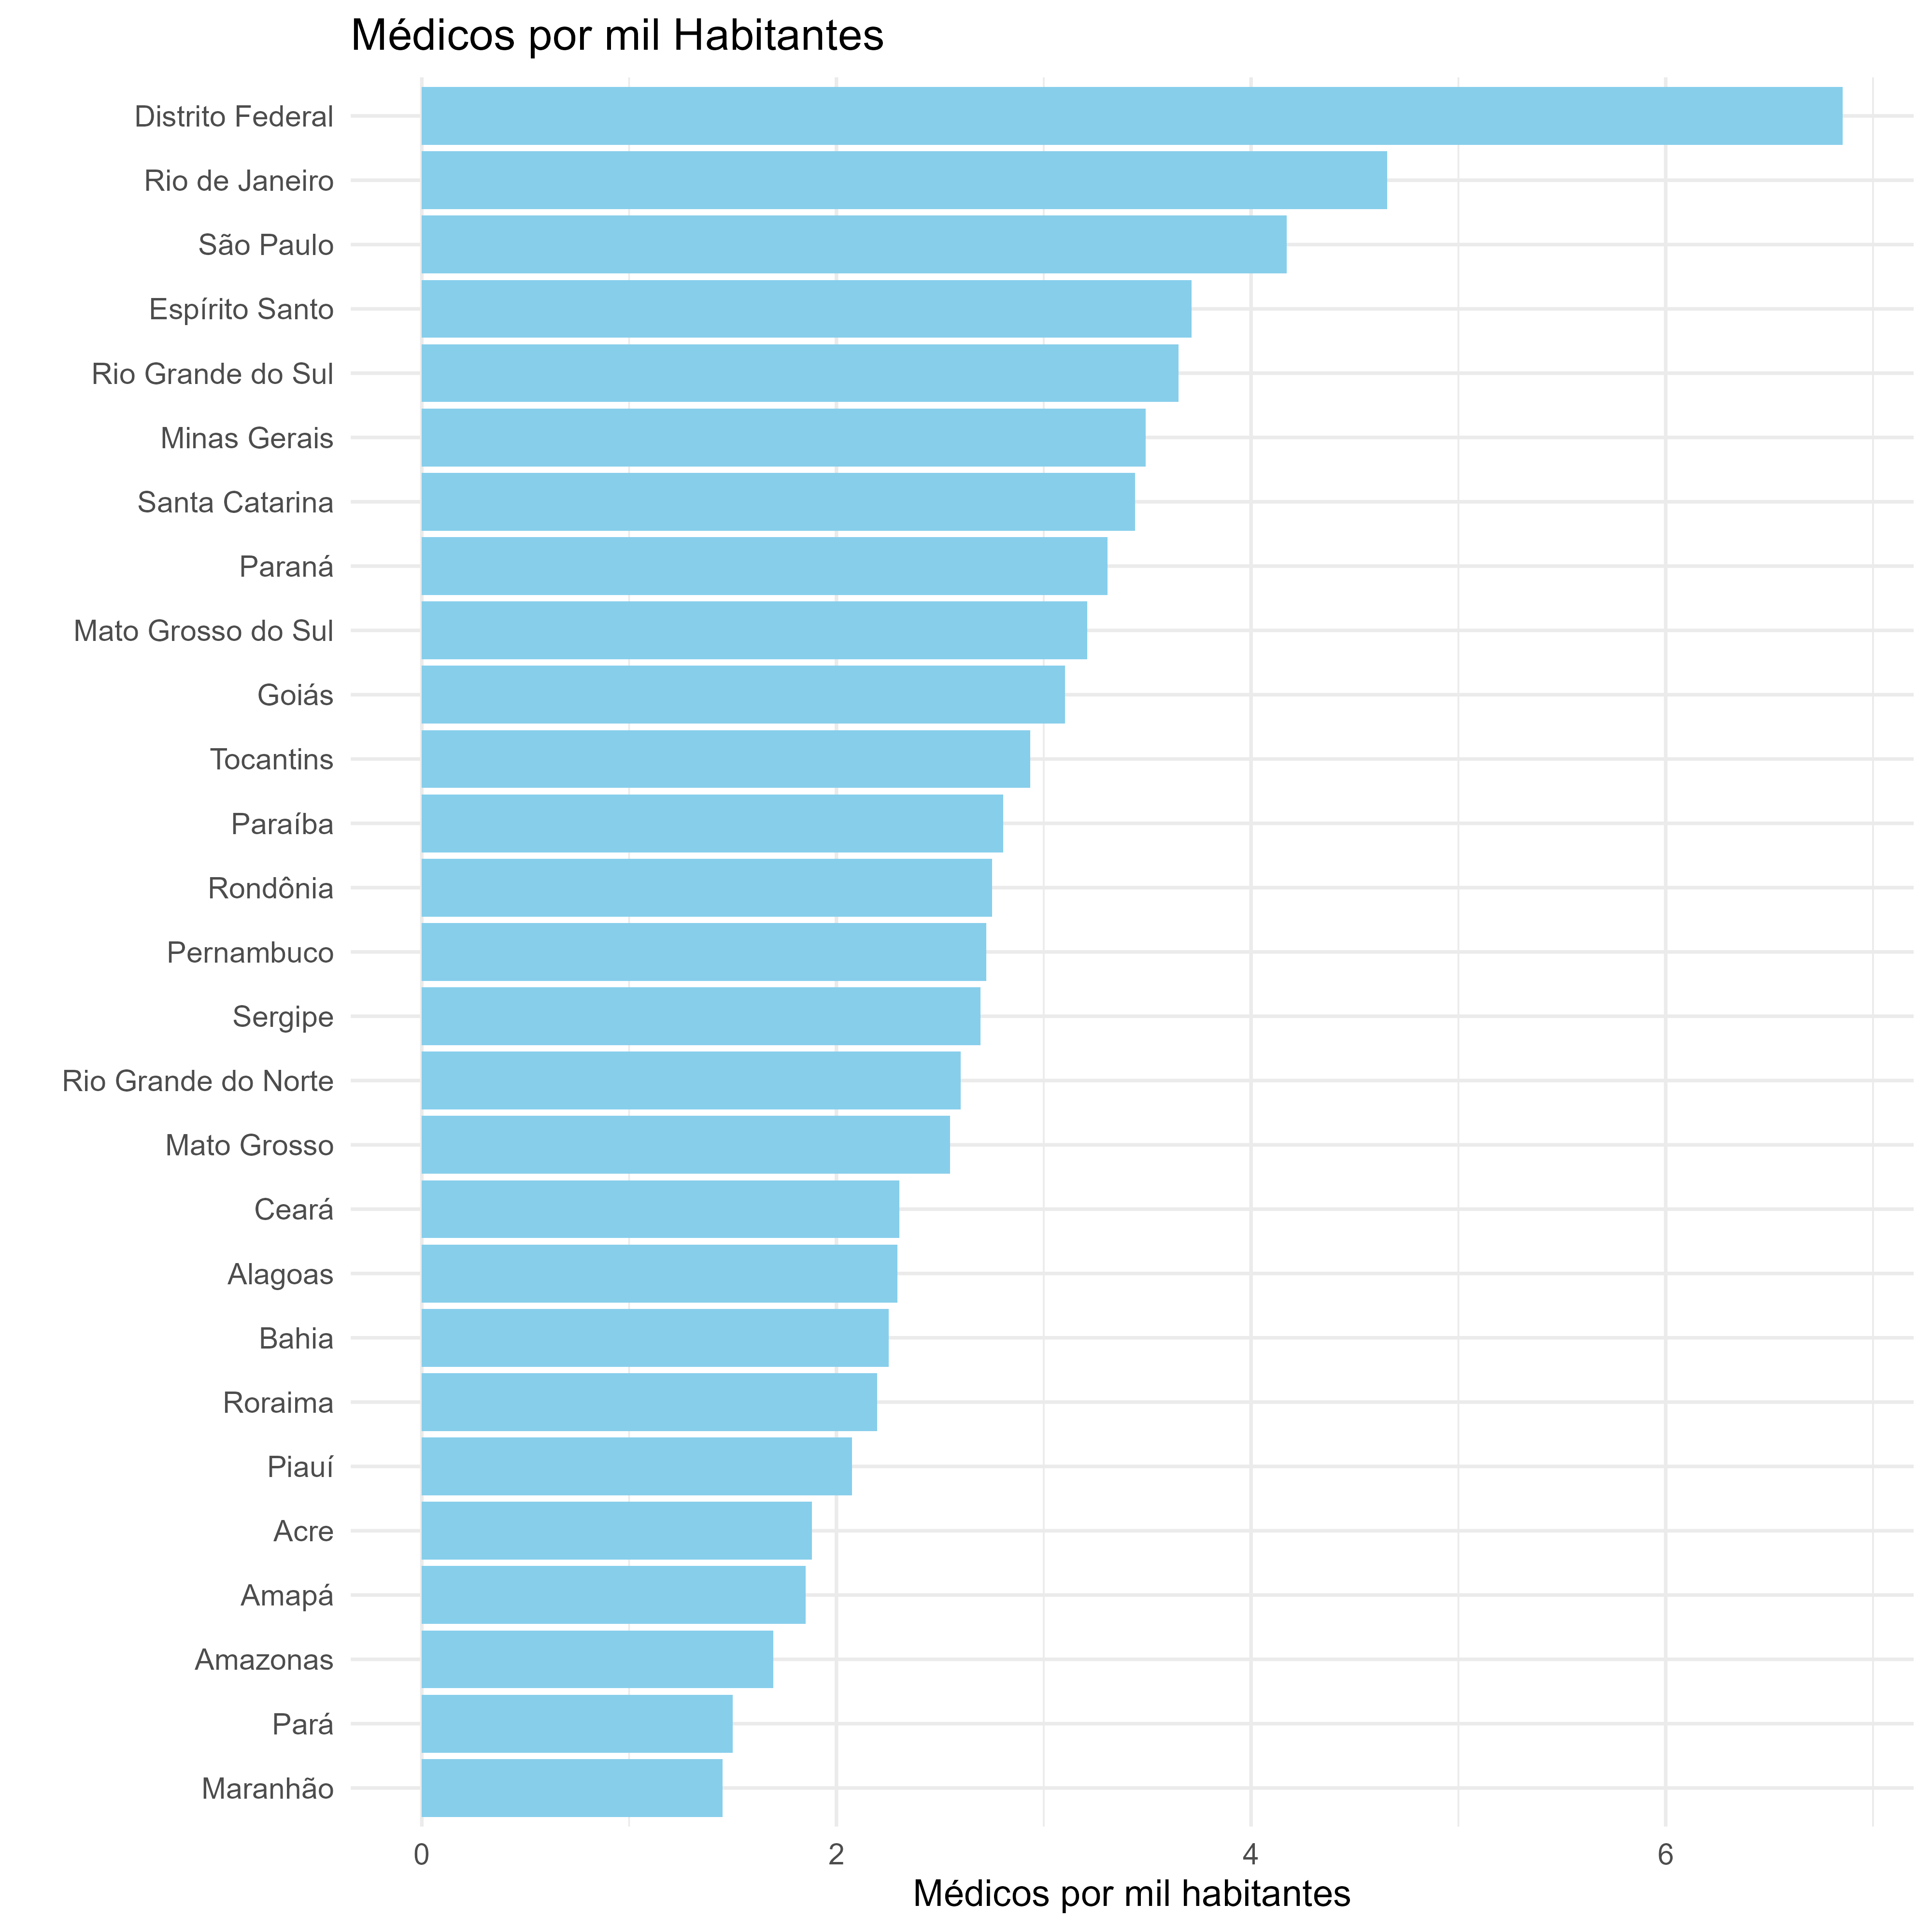 Médicos por mil Habitantes
Distrito Federal
Rio de Janeiro
São Paulo
Espírito Santo
Rio Grande do Sul
Minas Gerais
Santa Catarina
Paraná
Mato Grosso do Sul
Goiás
Tocantins
Paraíba
Rondônia
Pernambuco
Sergipe
Rio Grande do Norte
Mato Grosso
Ceará
Alagoas
Bahia
Roraima
Piauí
Acre
Amapá
Amazonas
Pará
Maranhão
0 2 4 6
Médicos por mil habitantes